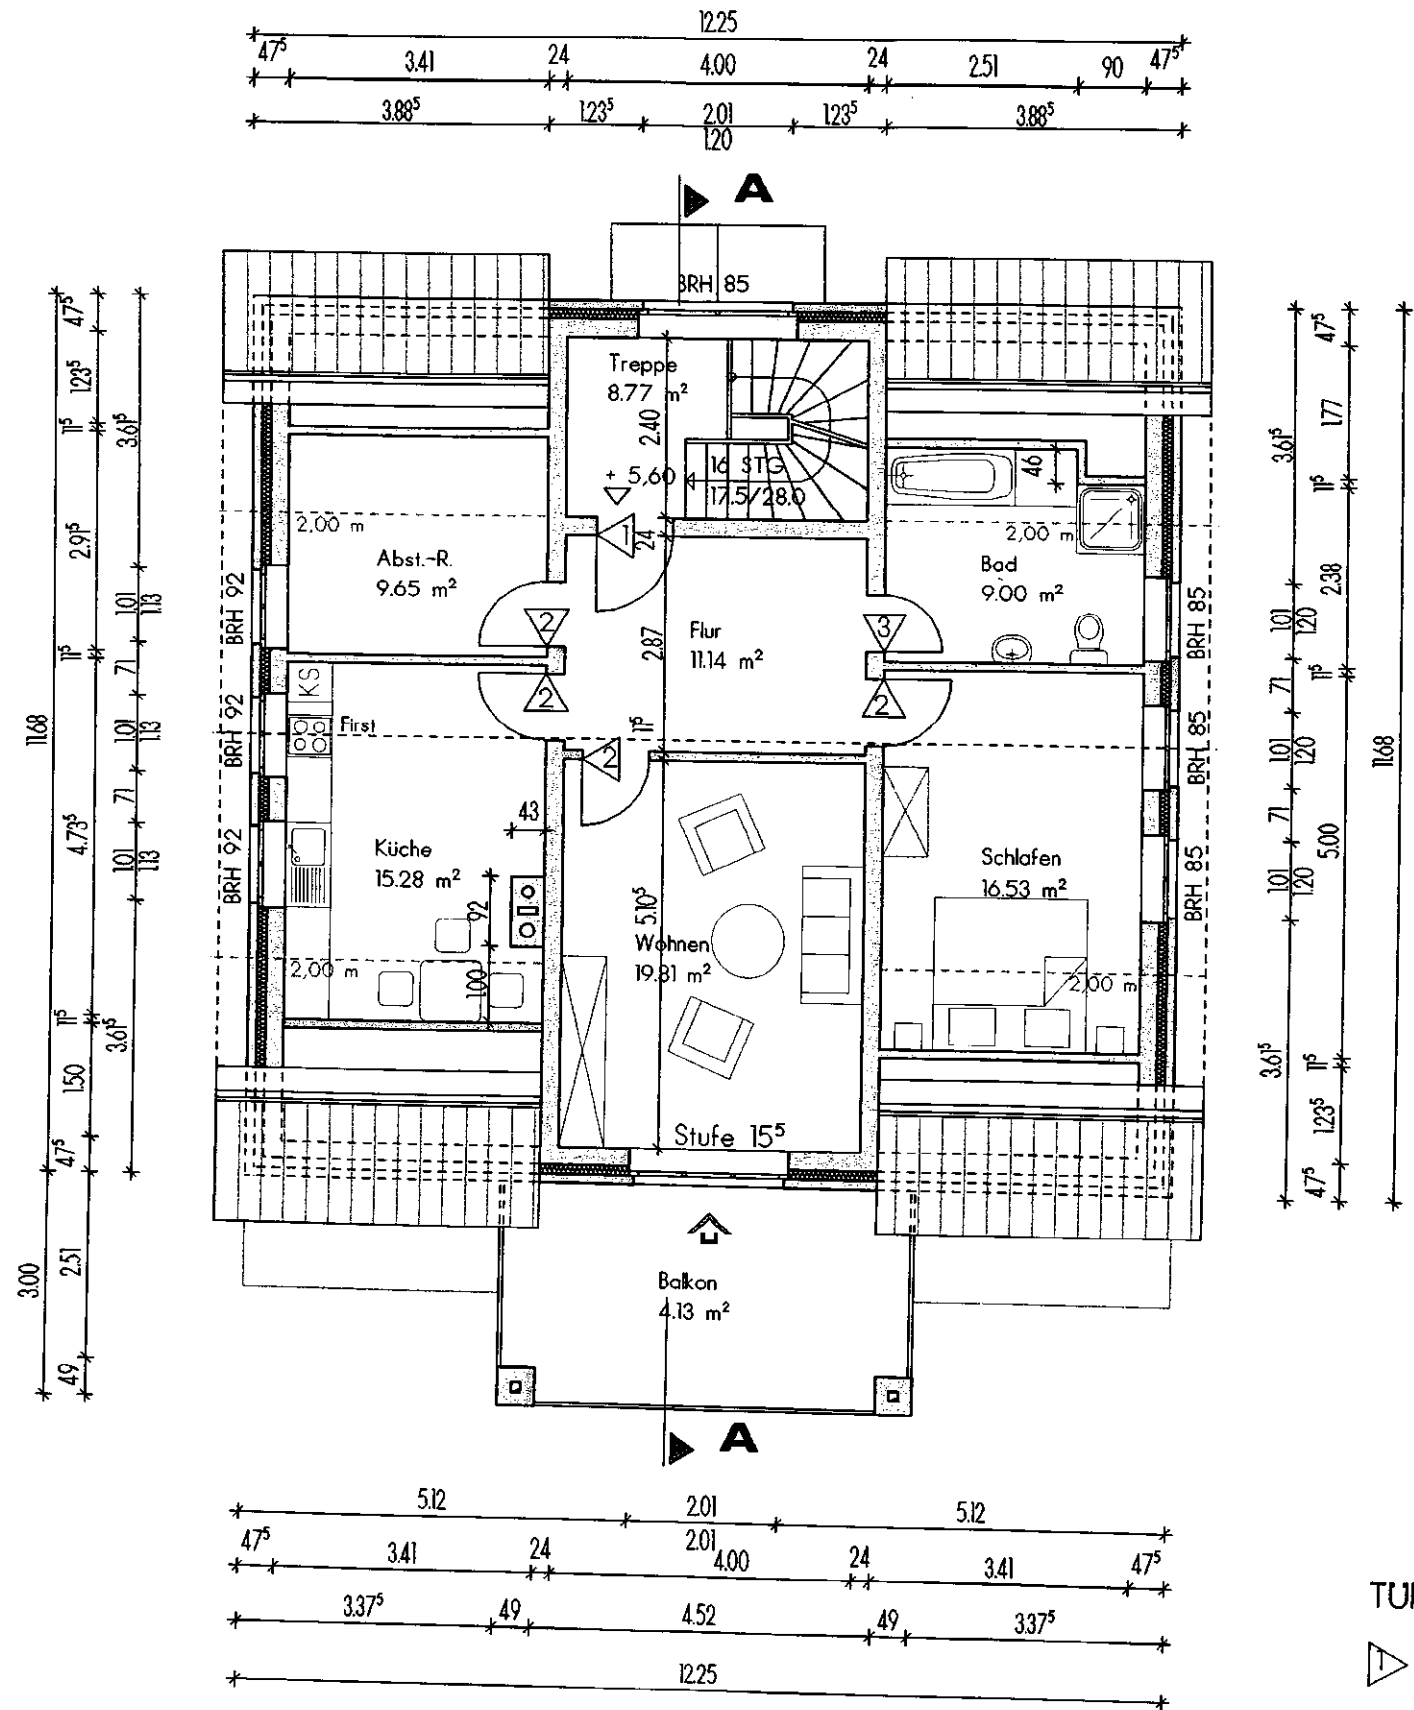 12.25
47⁵ 3.41 24 4.00 24 2.51 90 47⁵
3.88⁵ 1.23⁵ 2.01 1.23⁵ 3.88⁵
1.20
A
BRH 85
Treppe
8.77 m²
2.40
+ 5,60
16 STG
17.5/28.0
1
24
2,00 m
Abst.-R.
9.65 m²
46
2,00 m
Bad
9.00 m²
2
3
Flur
11.14 m²
2.87
2
2
KS
First
11⁵
2
43
Küche
15.28 m²
92
100
2,00 m
5.10⁵
Wohnen
19.81 m²
Schlafen
16.53 m²
2,00 m
Stufe 15⁵
Balkon
4.13 m²
A
BRH 92
BRH 92
BRH 92
BRH 85
BRH 85
BRH 85
11.68
3.00
47⁵
1.23⁵
11⁵
2.91⁵
11⁵
4.73⁵
11⁵
1.50
47⁵
2.51
49
3.61⁵
1.01
1.13
71
1.01
1.13
71
1.01
1.13
3.61⁵
3.61⁵
1.01
1.20
71
1.01
1.20
71
1.01
1.20
3.61⁵
47⁵
1.77
11⁵
2.38
11⁵
5.00
11⁵
1.23⁵
47⁵
11.68
5.12 2.01 5.12
2.01
47⁵ 3.41 24 4.00 24 3.41 47⁵
3.37⁵ 49 4.52 49 3.37⁵
12.25
1